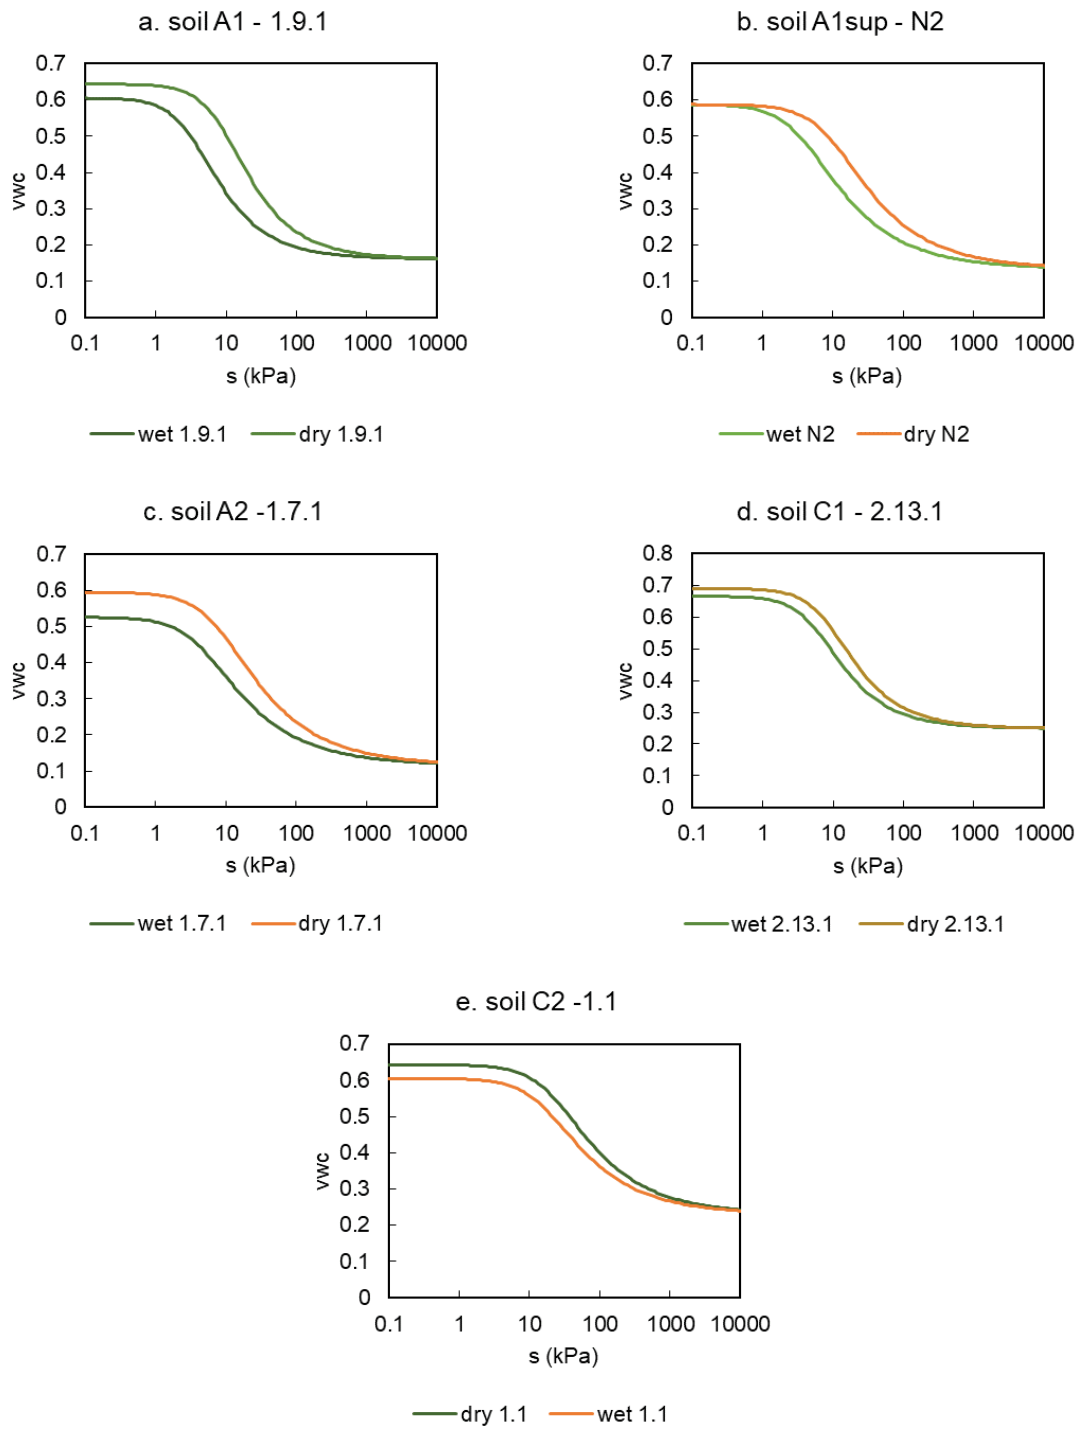 a. soil A1 - 1.9.1
0.7
0.6
0.5
0.4
0.3
0.2
0.1
0
vwc
0.1 1 10 100 1000 10000
s (kPa)
wet 1.9.1 dry 1.9.1
b. soil A1sup - N2
0.7
0.6
0.5
0.4
0.3
0.2
0.1
0
vwc
0.1 1 10 100 1000 10000
s (kPa)
wet N2 dry N2
c. soil A2 -1.7.1
0.7
0.6
0.5
0.4
0.3
0.2
0.1
0
vwc
0.1 1 10 100 1000 10000
s (kPa)
wet 1.7.1 dry 1.7.1
d. soil C1 - 2.13.1
0.8
0.7
0.6
0.5
0.4
0.3
0.2
0.1
0
vwc
0.1 1 10 100 1000 10000
s (kPa)
wet 2.13.1 dry 2.13.1
e. soil C2 -1.1
0.7
0.6
0.5
0.4
0.3
0.2
0.1
0
vwc
0.1 1 10 100 1000 10000
s (kPa)
dry 1.1 wet 1.1